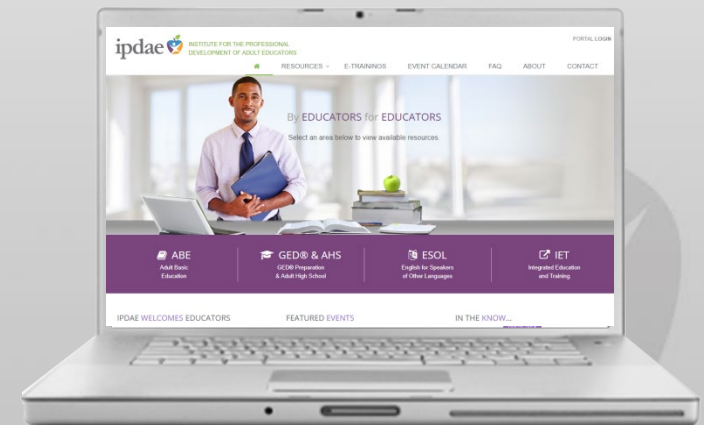 PORTAL LOGIN
ipdae
INSTITUTE FOR THE PROFESSIONAL
DEVELOPMENT OF ADULT EDUCATORS
RESOURCES
E-TRAININGS
EVENT CALENDAR
FAQ
ABOUT
CONTACT
By EDUCATORS for EDUCATORS
Select an area below to view available resources.
ABE
Adult Basic
Education
GED® & AHS
GED® Preparation
& Adult High School
ESOL
English for Speakers
of Other Languages
IET
Integrated Education
and Training
IPDAE WELCOMES EDUCATORS
FEATURED EVENTS
IN THE KNOW...